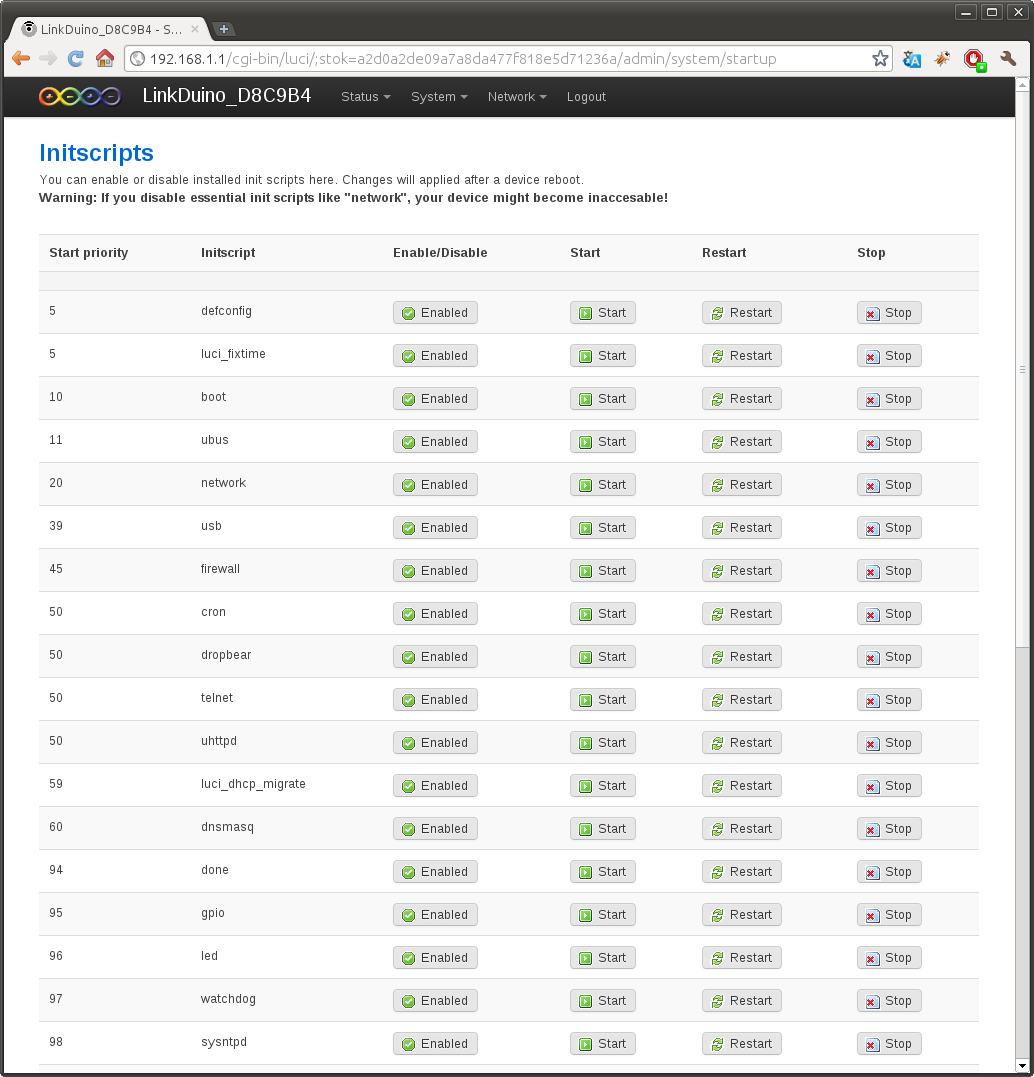 LinkDuino_D8C9B4 - S...
192.168.1.1/cgi-bin/luci/;stok=a2d0a2de09a7a8da477f818e5d71236a/admin/system/startup
LinkDuino_D8C9B4 Status System Network Logout
Initscripts
You can enable or disable installed init scripts here. Changes will applied after a device reboot.
Warning: If you disable essential init scripts like "network", your device might become inaccesable!
Start priority Initscript Enable/Disable Start Restart Stop
5 defconfig Enabled Start Restart Stop
5 luci_fixtime Enabled Start Restart Stop
10 boot Enabled Start Restart Stop
11 ubus Enabled Start Restart Stop
20 network Enabled Start Restart Stop
39 usb Enabled Start Restart Stop
45 firewall Enabled Start Restart Stop
50 cron Enabled Start Restart Stop
50 dropbear Enabled Start Restart Stop
50 telnet Enabled Start Restart Stop
50 uhttpd Enabled Start Restart Stop
59 luci_dhcp_migrate Enabled Start Restart Stop
60 dnsmasq Enabled Start Restart Stop
94 done Enabled Start Restart Stop
95 gpio Enabled Start Restart Stop
96 led Enabled Start Restart Stop
97 watchdog Enabled Start Restart Stop
98 sysntpd Enabled Start Restart Stop